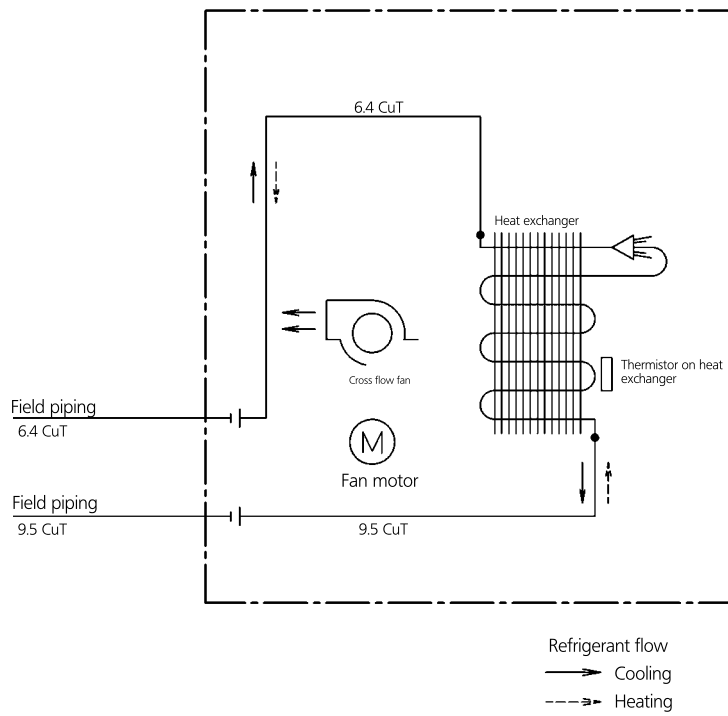 6.4 CuT
Heat exchanger
Thermistor on heat
exchanger
Cross flow fan
Field piping
6.4 CuT
M
Fan motor
Field piping
9.5 CuT
9.5 CuT
Refrigerant flow
Cooling
Heating